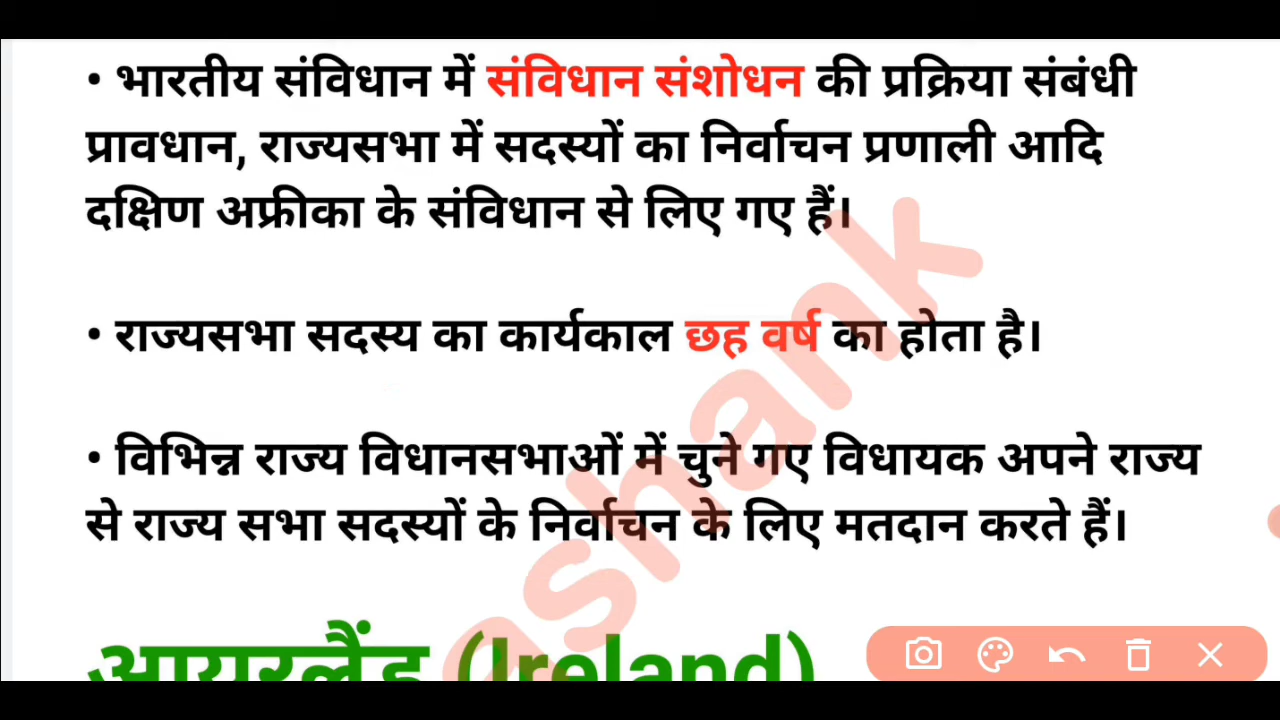 • भारतीय संविधान में संविधान संशोधन की प्रक्रिया संबंधी
प्रावधान, राज्यसभा में सदस्यों का निर्वाचन प्रणाली आदि
दक्षिण अफ्रीका के संविधान से लिए गए हैं।
• राज्यसभा सदस्य का कार्यकाल छह वर्ष का होता है।
• विभिन्न राज्य विधानसभाओं में चुने गए विधायक अपने राज्य
से राज्य सभा सदस्यों के निर्वाचन के लिए मतदान करते हैं।
आयरलैंड (Ireland)
ashank